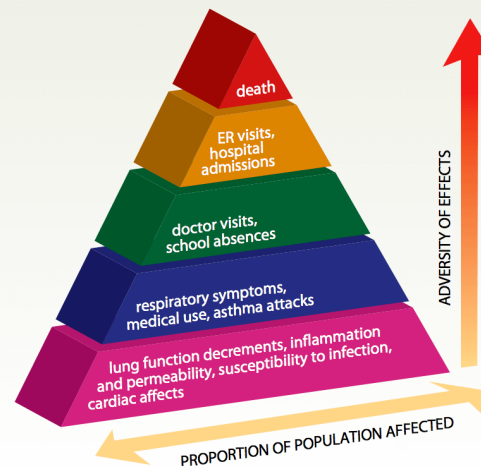 death
ER visits,
hospital
admissions
doctor visits,
school absences
respiratory symptoms,
medical use, asthma attacks
lung function decrements, inflammation
and permeability, susceptibility to infection,
cardiac affects
ADVERSITY OF EFFECTS
PROPORTION OF POPULATION AFFECTED